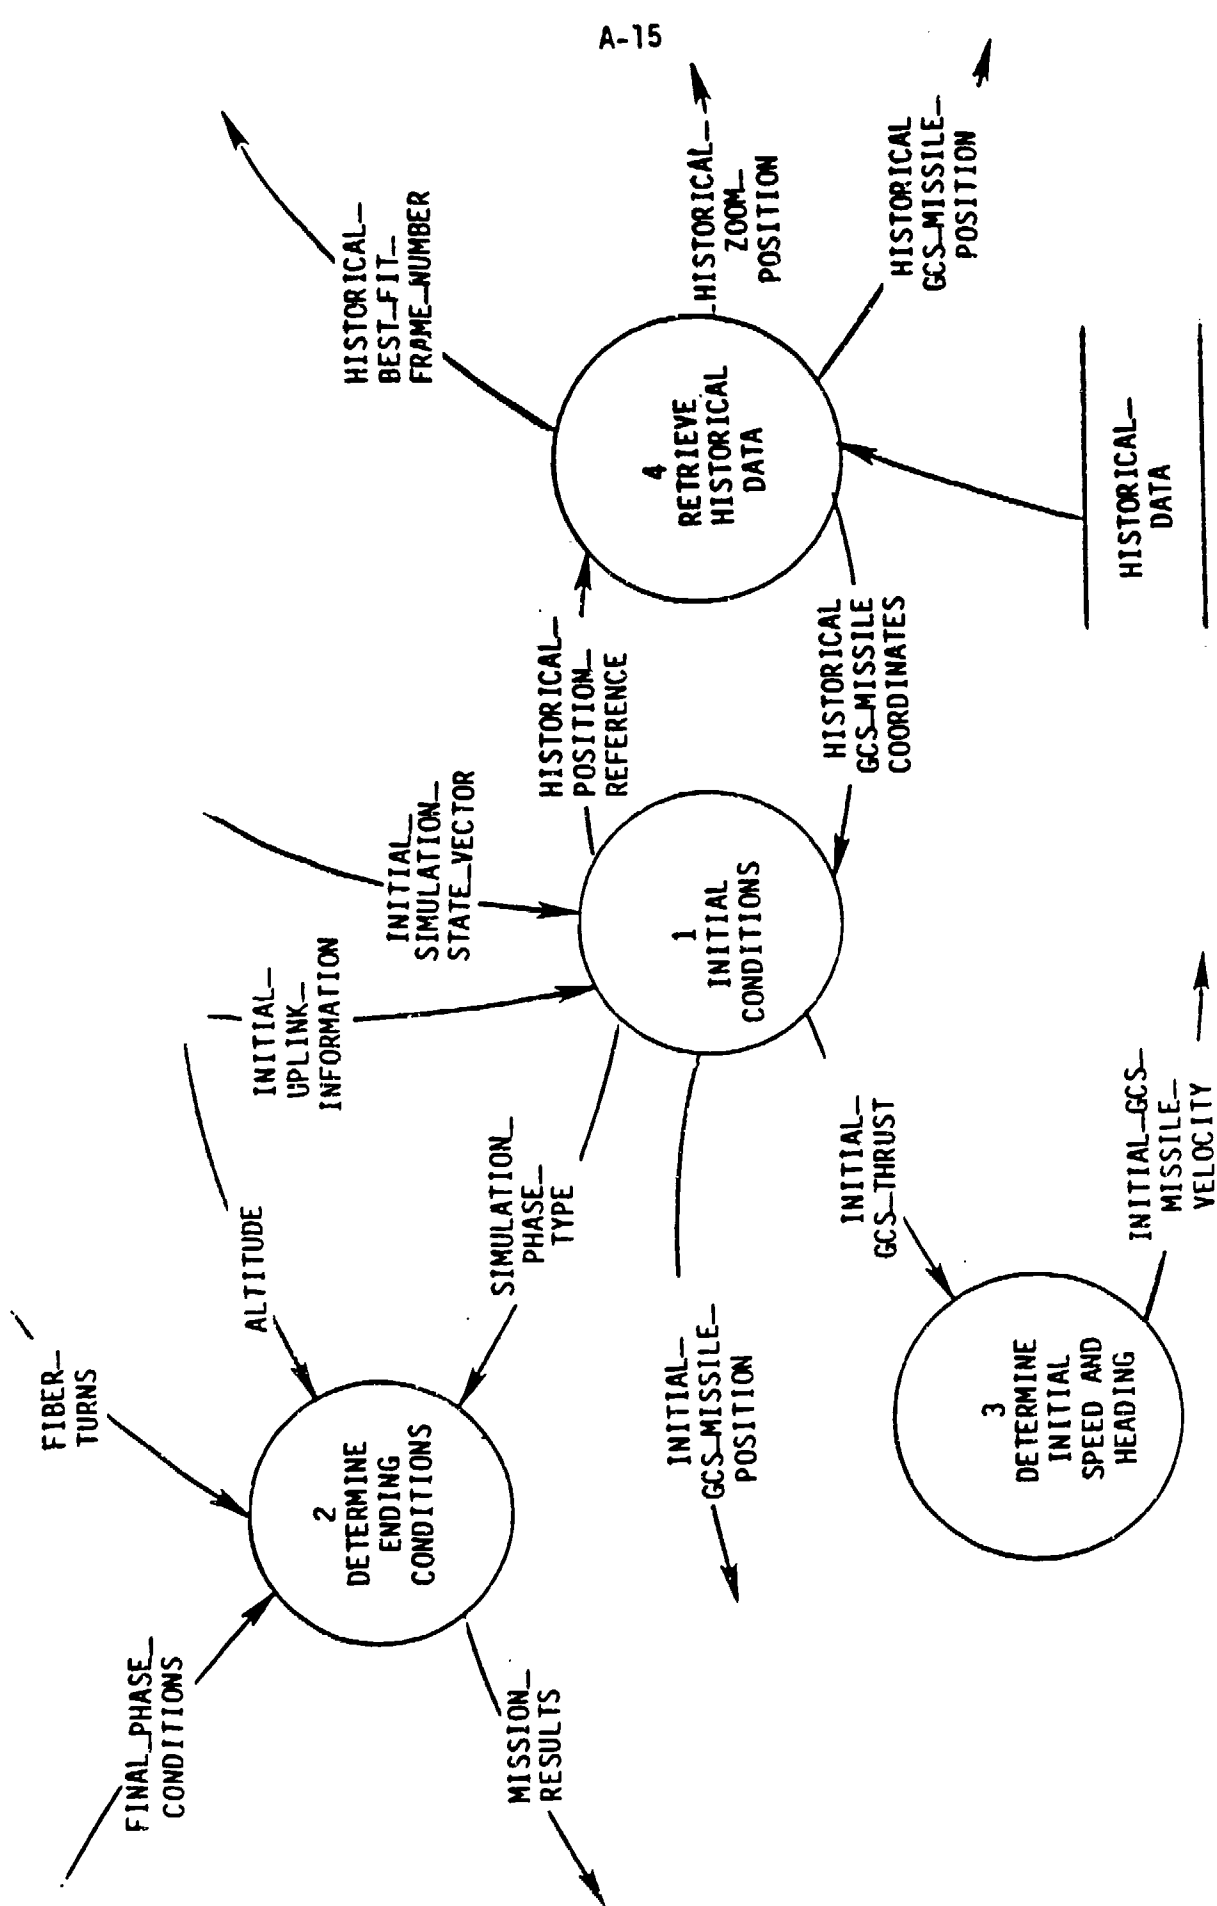 A-15
FINAL_PHASE_
CONDITIONS
FIBER_
TURNS
ALTITUDE
INITIAL_
UPLINK_
INFORMATION
INITIAL_
SIMULATION_
STATE_VECTOR
HISTORICAL_
BEST_FIT_
FRAME_NUMBER
2
DETERMINE
ENDING
CONDITIONS
MISSION_
RESULTS
SIMULATION_
PHASE_
TYPE
1
INITIAL
CONDITIONS
HISTORICAL_
POSITION_
REFERENCE
4
RETRIEVE
HISTORICAL
DATA
HISTORICAL_
ZOOM_
POSITION
HISTORICAL
GCS_MISSILE_
POSITION
HISTORICAL
GCS_MISSILE
COORDINATES
INITIAL_
GCS_MISSILE_
POSITION
INITIAL_
GCS_THRUST
3
DETERMINE
INITIAL
SPEED AND
HEADING
INITIAL_GCS_
MISSILE_
VELOCITY
HISTORICAL_
DATA